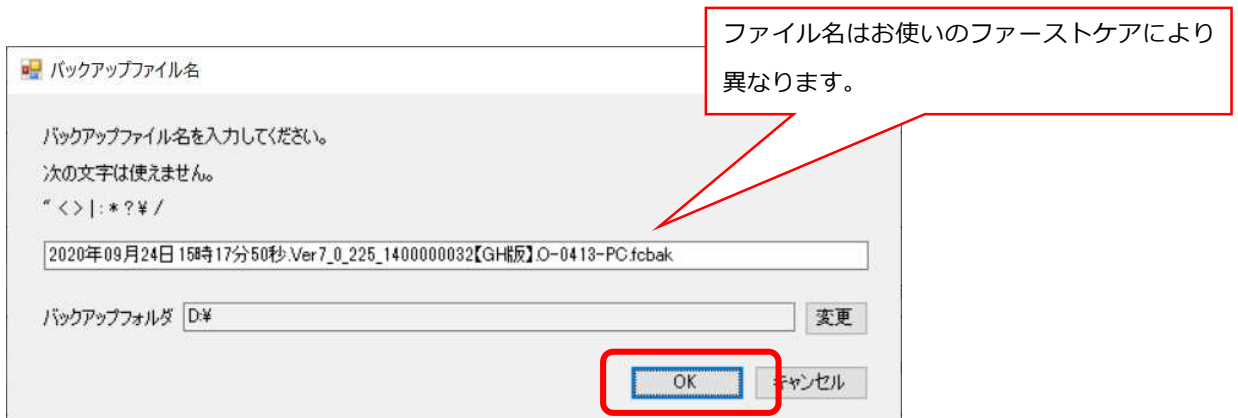 ファイル名はお使いのファーストケアにより
異なります。
バックアップファイル名
バックアップファイル名を入力してください。
次の文字は使えません。
" < > | : * ? ¥ /
2020年09月24日15時17分50秒.Ver7_0_225_1400000032【GH版】.O-0413-PC.fcbak
バックアップフォルダ D:¥ 変更
OK キャンセル